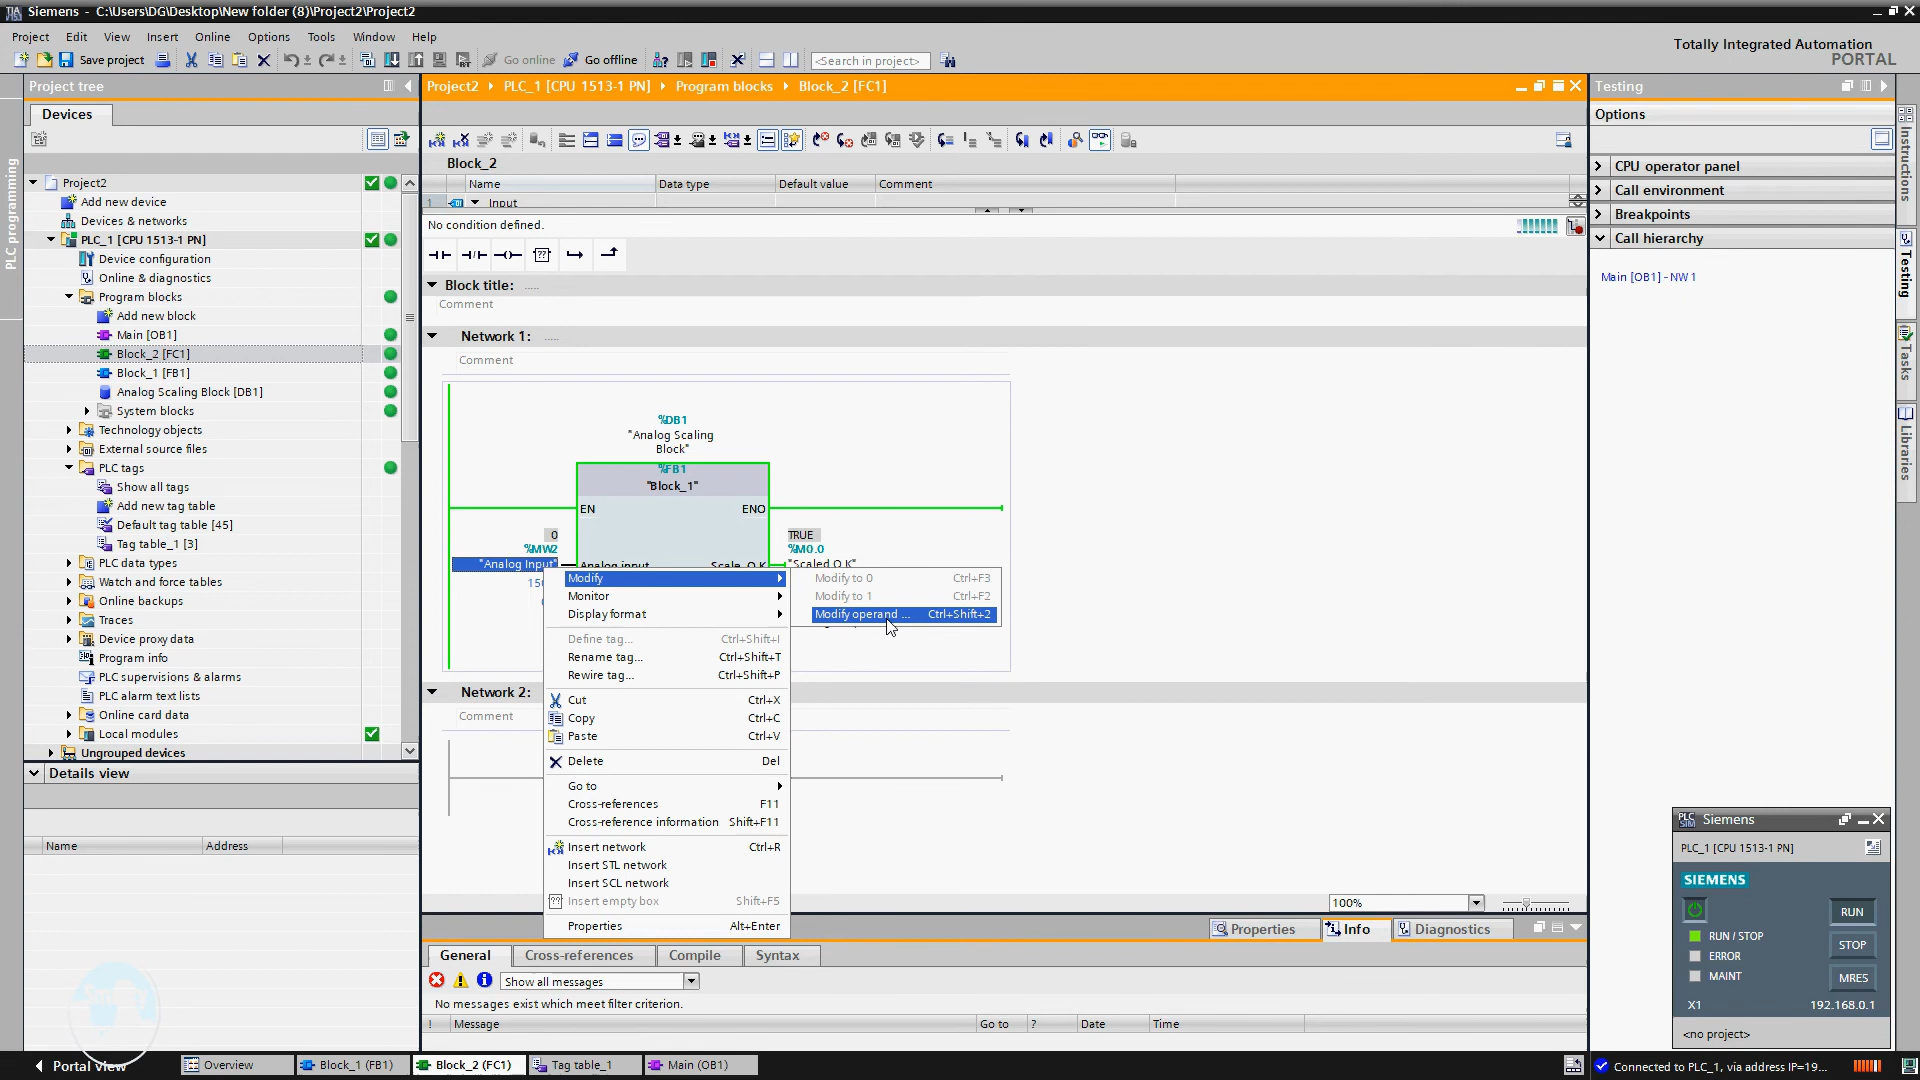 Siemens - C:\Users\DG\Desktop\New folder (8)\Project2\Project2
Project Edit View Insert Online Options Tools Window Help
Totally Integrated Automation
PORTAL
Save project
Go online
Go offline
<Search in project>
Project tree
Devices
PLC programming
Project2
Add new device
Devices & networks
PLC_1 [CPU 1513-1 PN]
Device configuration
Online & diagnostics
Program blocks
Add new block
Main [OB1]
Block_2 [FC1]
Block_1 [FB1]
Analog Scaling Block [DB1]
System blocks
Technology objects
External source files
PLC tags
Show all tags
Add new tag table
Default tag table [45]
Tag table_1 [3]
PLC data types
Watch and force tables
Online backups
Traces
Device proxy data
Program info
PLC supervisions & alarms
PLC alarm text lists
Online card data
Local modules
Ungrouped devices
Details view
Name Address
Project2 PLC_1 [CPU 1513-1 PN] Program blocks Block_2 [FC1]
Block_2
Name Data type Default value Comment
1 Input
No condition defined.
Block title: .....
Comment
Network 1: .....
Comment
%DB1
"Analog Scaling
Block"
%FB1
"Block_1"
EN ENO
0
%MW2
"Analog Input"
Analog input
TRUE
%M0.0
Scale_O.K
"Scaled O.K"
Modify
Monitor
Display format
Define tag... Ctrl+Shift+I
Rename tag... Ctrl+Shift+T
Rewire tag... Ctrl+Shift+P
Cut Ctrl+X
Copy Ctrl+C
Paste Ctrl+V
Delete Del
Go to
Cross-references F11
Cross-reference information Shift+F11
Insert network Ctrl+R
Insert STL network
Insert SCL network
Insert empty box Shift+F5
Properties Alt+Enter
Modify to 0 Ctrl+F3
Modify to 1 Ctrl+F2
Modify operand ... Ctrl+Shift+2
Network 2:
Comment
100%
Properties Info Diagnostics
General Cross-references Compile Syntax
Show all messages
No messages exist which meet filter criterion.
! Message Go to ? Date Time
Testing
Options
CPU operator panel
Call environment
Breakpoints
Call hierarchy
Main [OB1] - NW1
Instructions
Testing
Tasks
Libraries
Siemens
PLC_1 [CPU 1513-1 PN]
SIEMENS
RUN
RUN / STOP
STOP
ERROR
MAINT
MRES
X1 192.168.0.1
<no project>
Portal view
Overview
Block_1 (FB1)
Block_2 (FC1)
Tag table_1
Main (OB1)
Connected to PLC_1, via address IP=19...